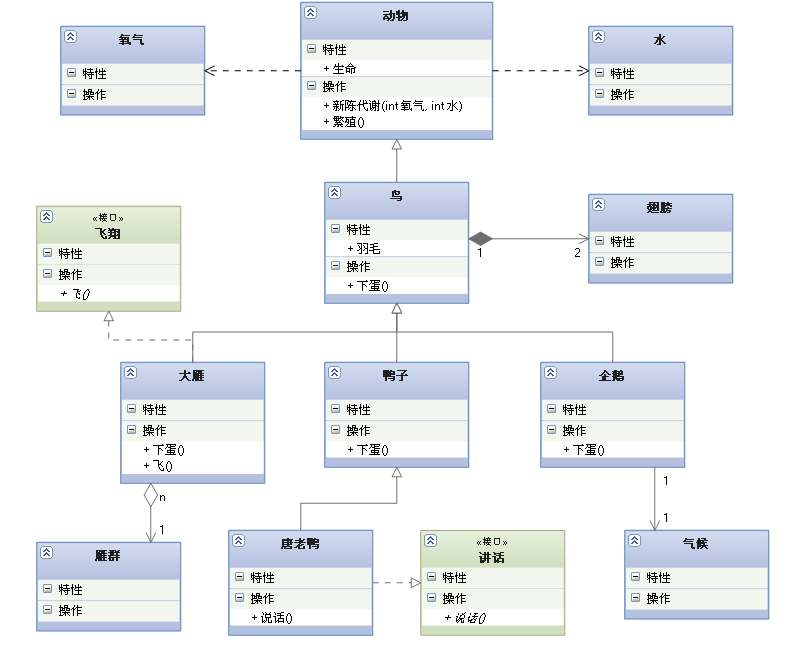 动物
特性
+ 生命
操作
+ 新陈代谢(int 氧气, int 水)
+ 繁殖()
氧气
特性
操作
水
特性
操作
鸟
特性
+ 羽毛
操作
+ 下蛋()
1
2
翅膀
特性
操作
«接口»
飞翔
特性
操作
+ 飞()
大雁
特性
操作
+ 下蛋()
+ 飞()
鸭子
特性
操作
+ 下蛋()
企鹅
特性
操作
+ 下蛋()
n
1
1
1
雁群
特性
操作
唐老鸭
特性
操作
+ 说话()
«接口»
讲话
特性
操作
+ 说话()
气候
特性
操作